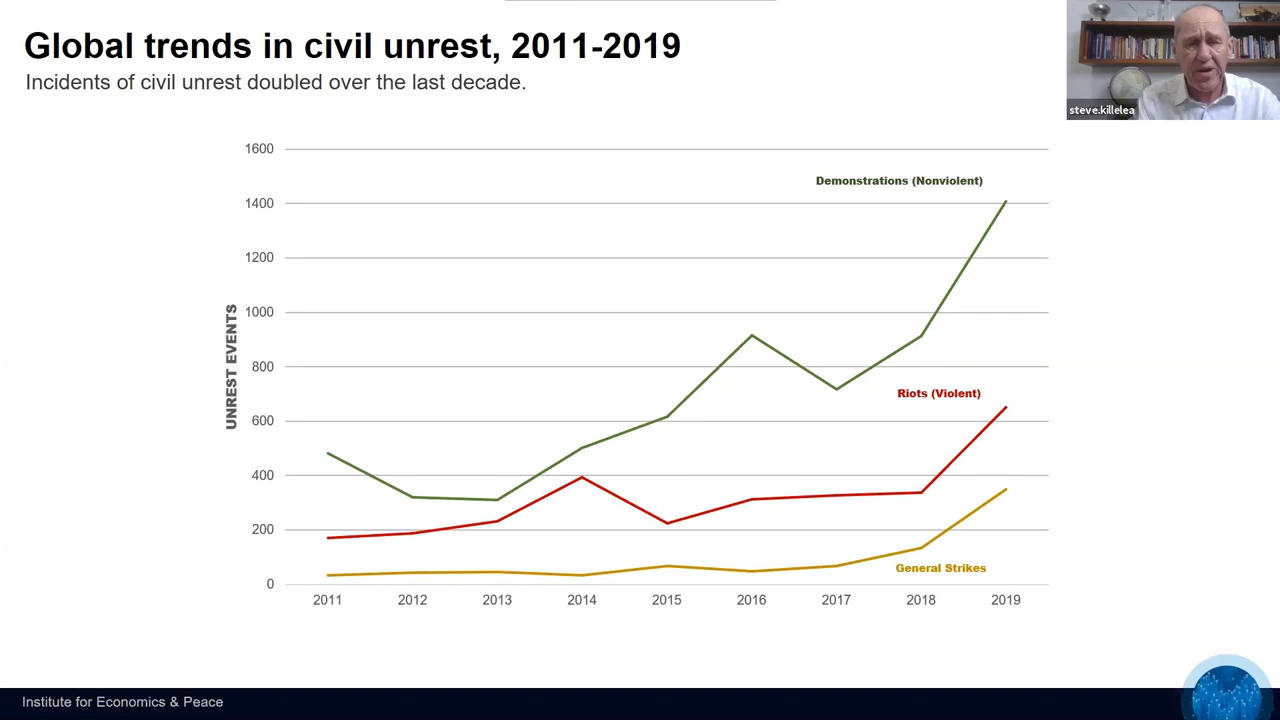 Global trends in civil unrest, 2011-2019
Incidents of civil unrest doubled over the last decade.
steve.killelea
1600
1400
1200
1000
800
600
400
200
0
UNREST EVENTS
Demonstrations (Nonviolent)
Riots (Violent)
General Strikes
2011 2012 2013 2014 2015 2016 2017 2018 2019
Institute for Economics & Peace